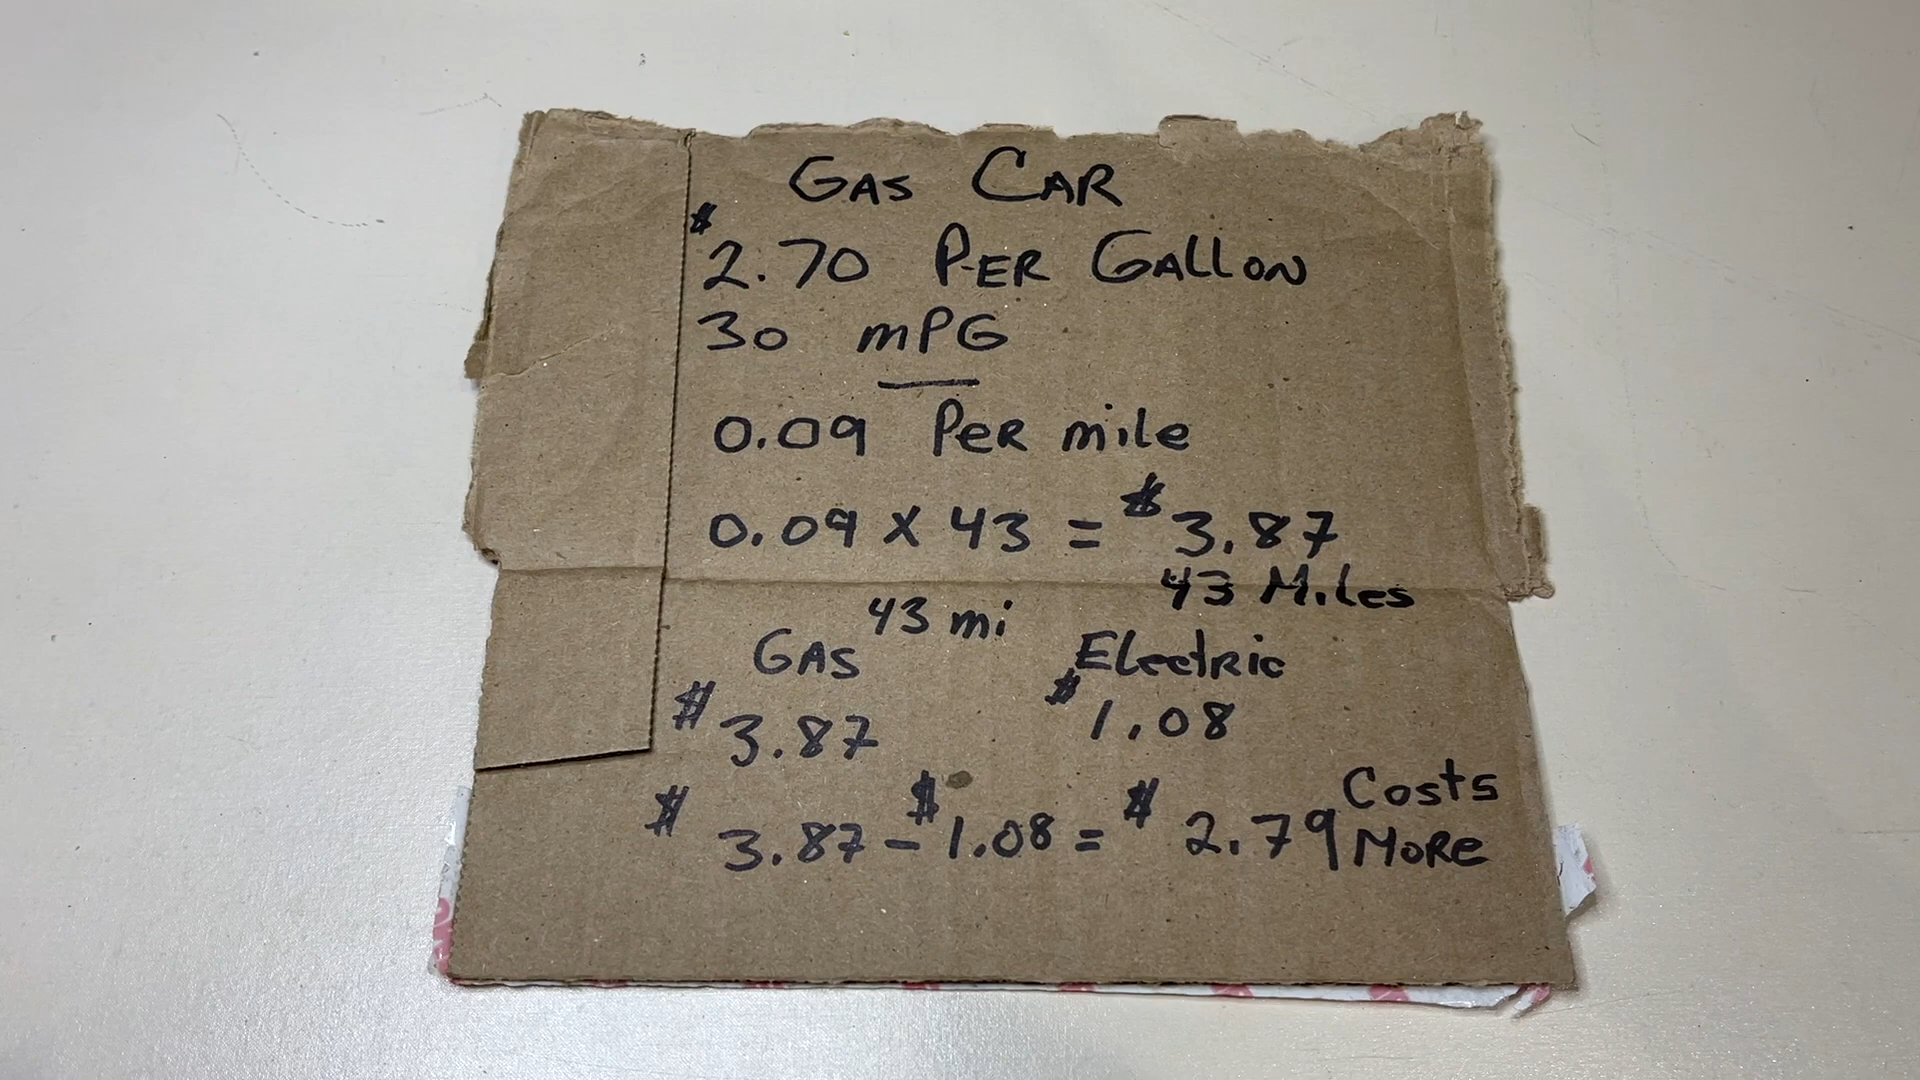 Gas Car
$2.70 Per Gallon
30 mPG
0.09 Per mile
0.09 x 43 = $3.87
43 Miles
43 mi
Gas Electric
$3.87 $1.08
$3.87 - $1.08 = $2.79 Costs More